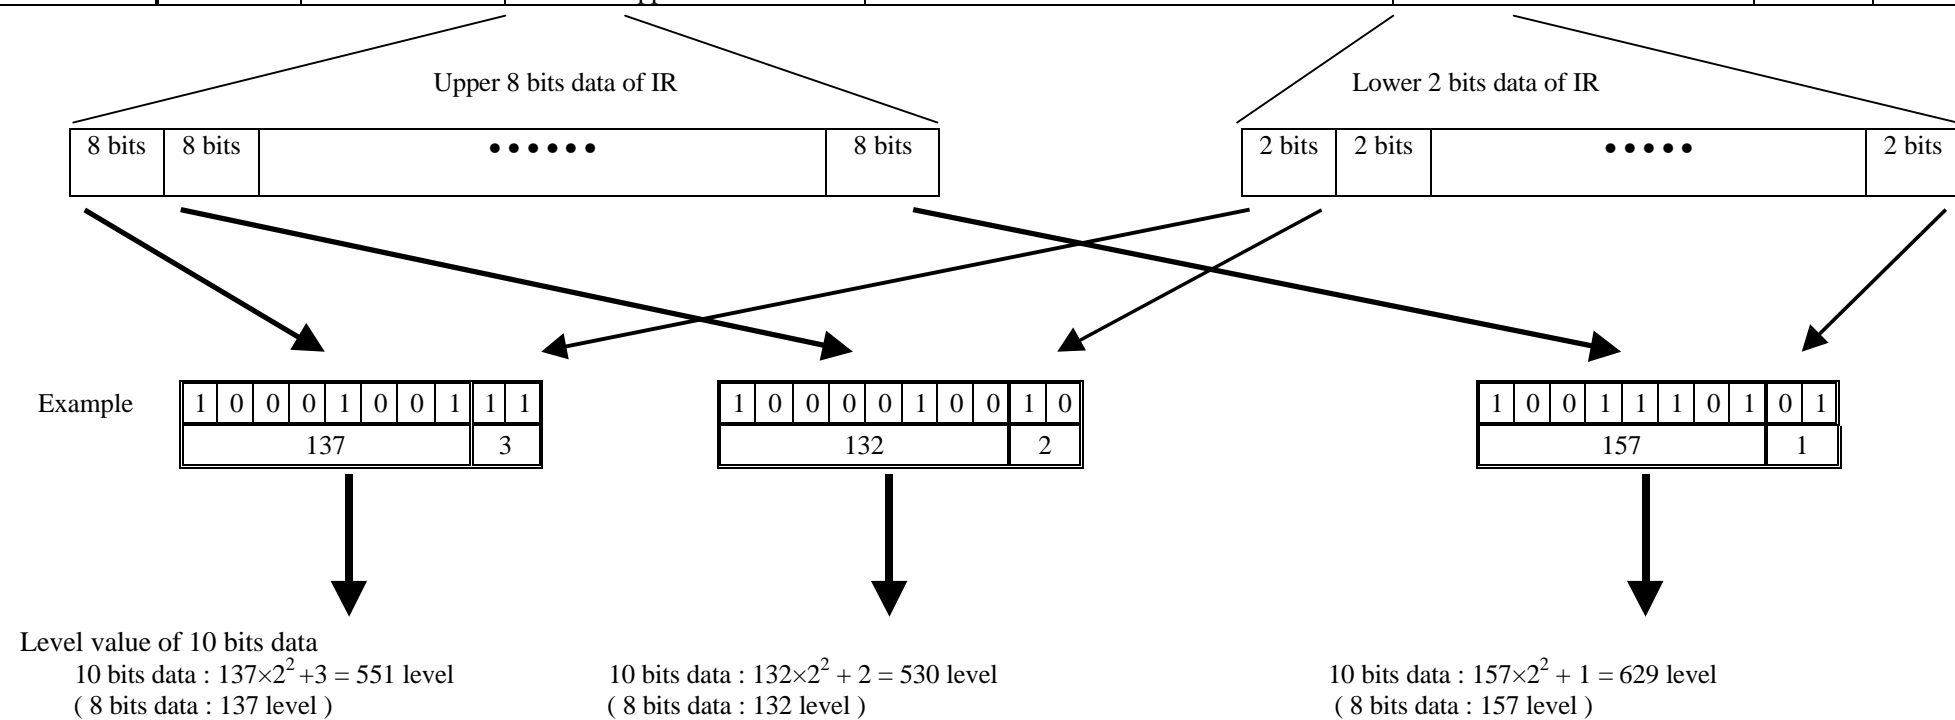 Upper 8 bits data of IR
Lower 2 bits data of IR
8 bits 8 bits •••••• 8 bits
2 bits 2 bits ••••• 2 bits
Example
1 0 0 0 1 0 0 1 1 1
137 3
1 0 0 0 0 1 0 0 1 0
132 2
1 0 0 1 1 1 0 1 0 1
157 1
Level value of 10 bits data
10 bits data : 137×2² +3 = 551 level
( 8 bits data : 137 level )
10 bits data : 132×2² + 2 = 530 level
( 8 bits data : 132 level )
10 bits data : 157×2² + 1 = 629 level
( 8 bits data : 157 level )